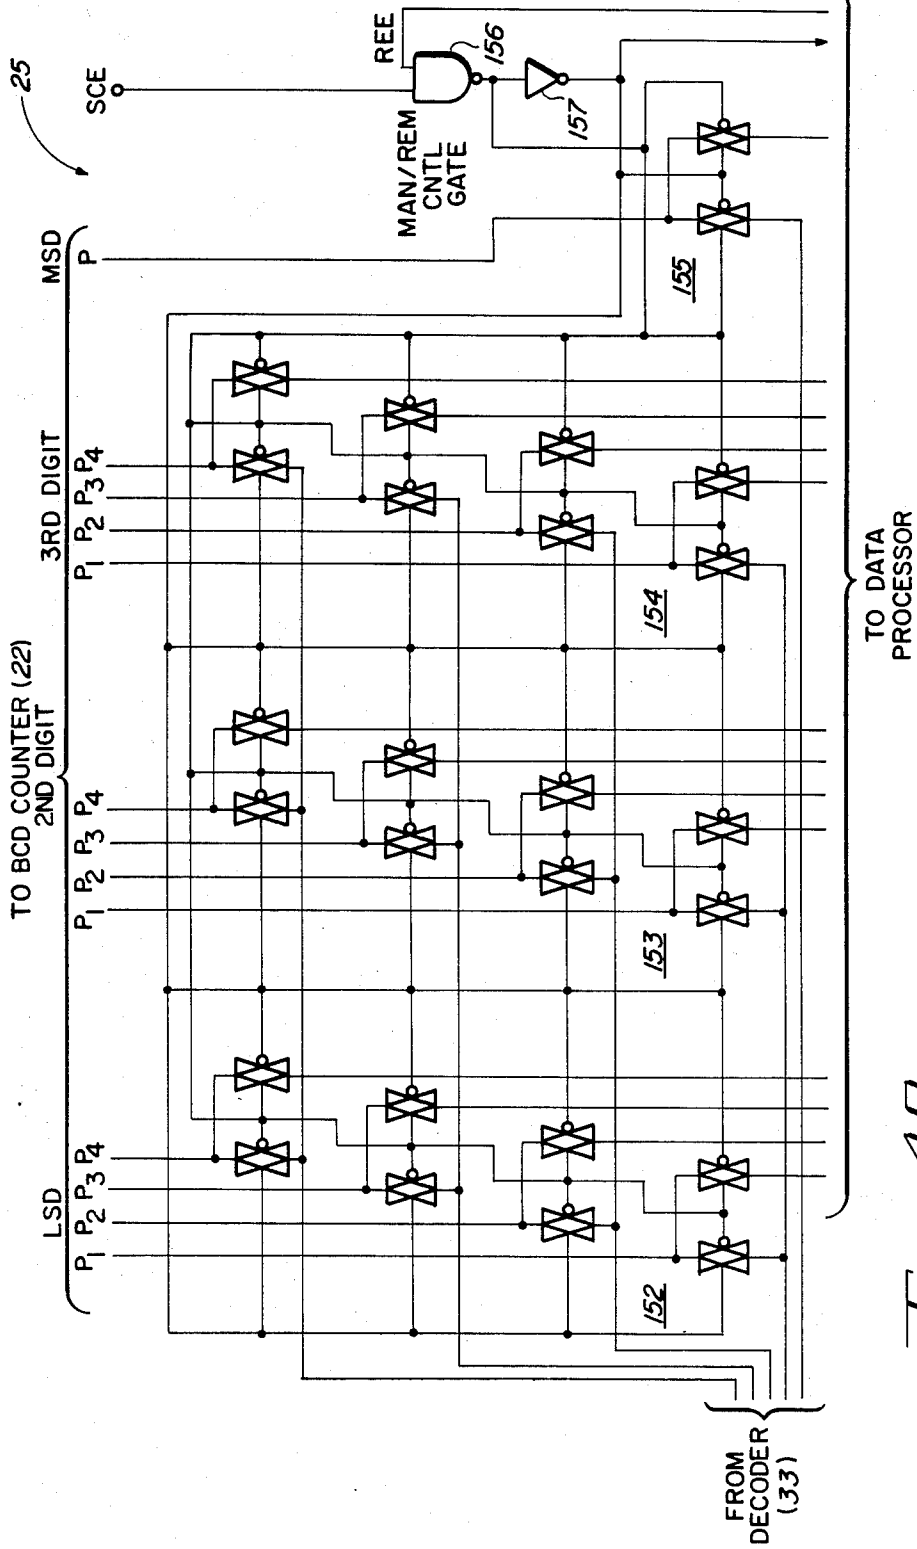 25
TO BCD COUNTER (22)
LSD
2ND DIGIT
3RD DIGIT
MSD
P1 P2 P3 P4
P1 P2 P3 P4
P1 P2 P3 P4
P
SCE
REE
156
MAN/REM
CNTL
GATE
157
152
153
154
155
FROM
DECODER
(33)
TO DATA
PROCESSOR